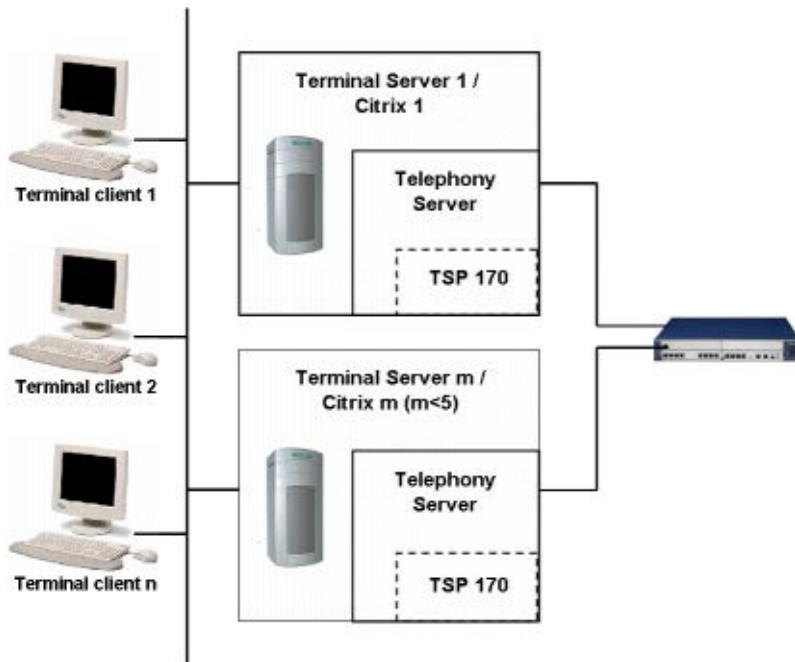 Terminal Server 1 /
Citrix 1
Telephony
Server
TSP 170
Terminal client 1
Terminal client 2
Terminal Server m /
Citrix m (m<5)
Telephony
Server
TSP 170
Terminal client n